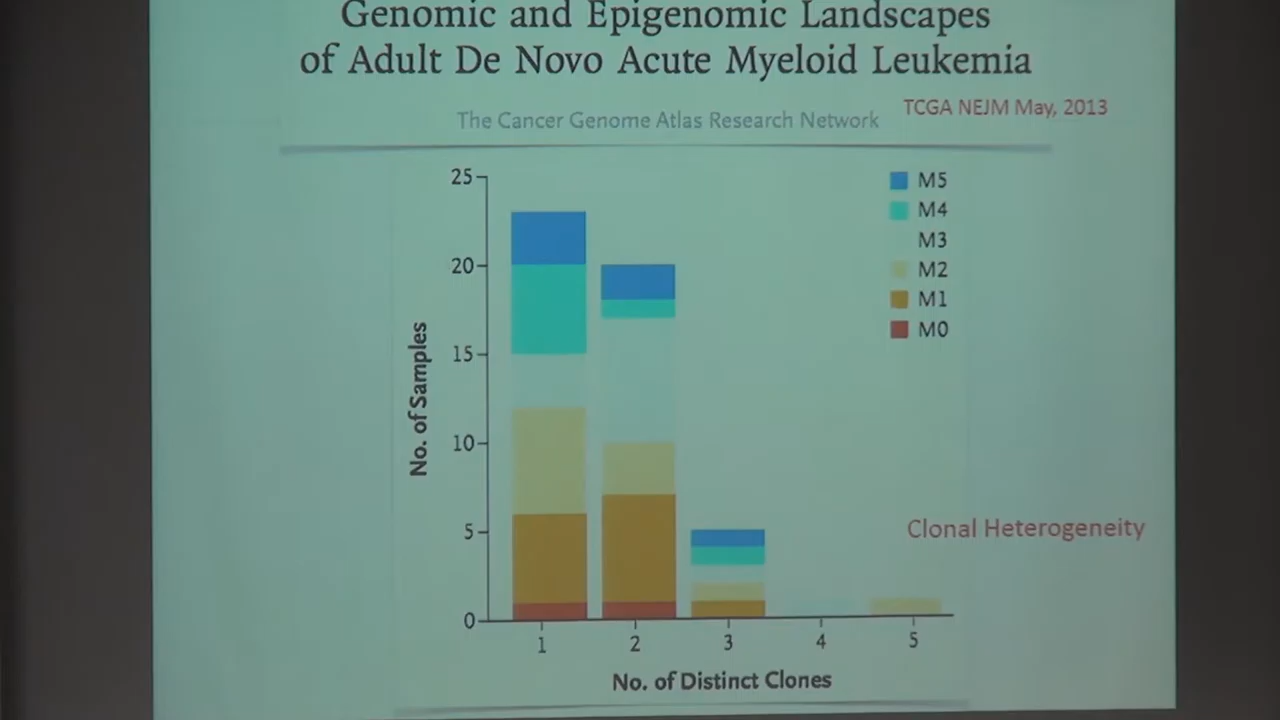 Genomic and Epigenomic Landscapes
of Adult De Novo Acute Myeloid Leukemia
The Cancer Genome Atlas Research Network
TCGA NEJM May, 2013
25
20
15
10
5
0
No. of Samples
M5
M4
M3
M2
M1
M0
Clonal Heterogeneity
1 2 3 4 5
No. of Distinct Clones